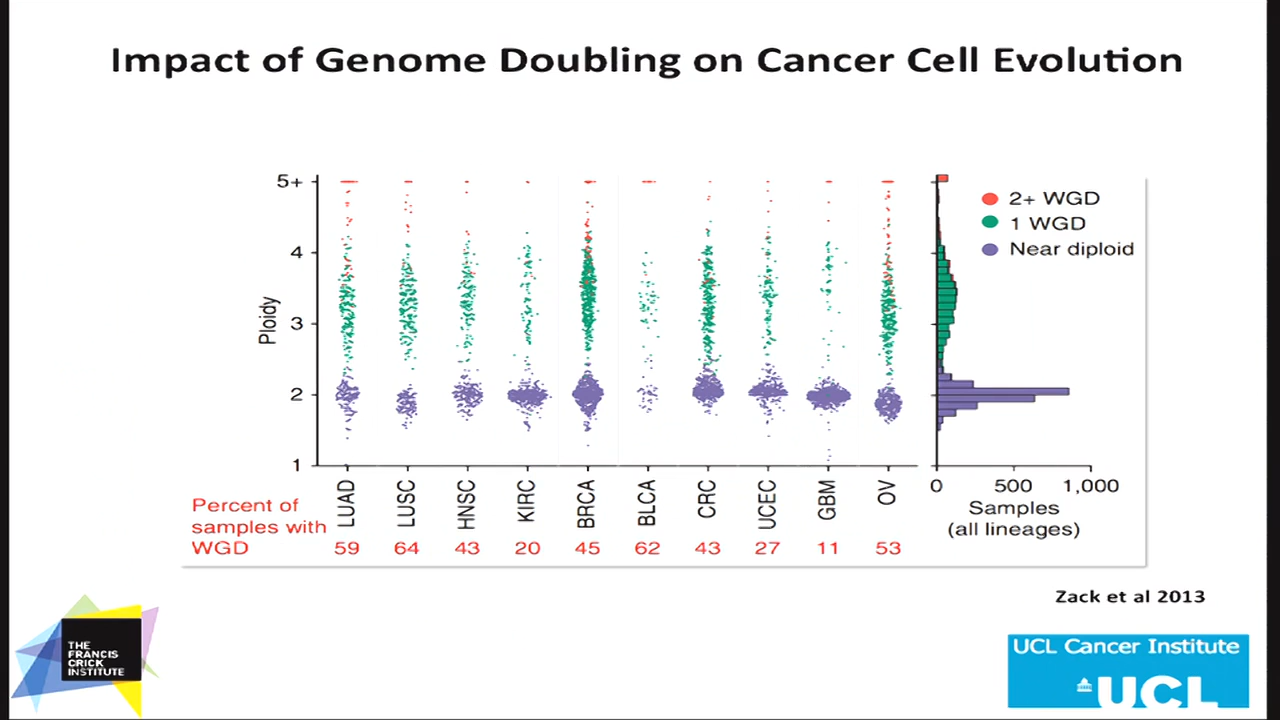 Impact of Genome Doubling on Cancer Cell Evolution
5+
4
3
2
1
Ploidy
2+ WGD
1 WGD
Near diploid
LUAD
LUSC
HNSC
KIRC
BRCA
BLCA
CRC
UCEC
GBM
OV
0 500 1,000
Samples
(all lineages)
Percent of
samples with
WGD 59 64 43 20 45 62 43 27 11 53
Zack et al 2013
THE
FRANCIS
CRICK
INSTITUTE
UCL Cancer Institute
UCL